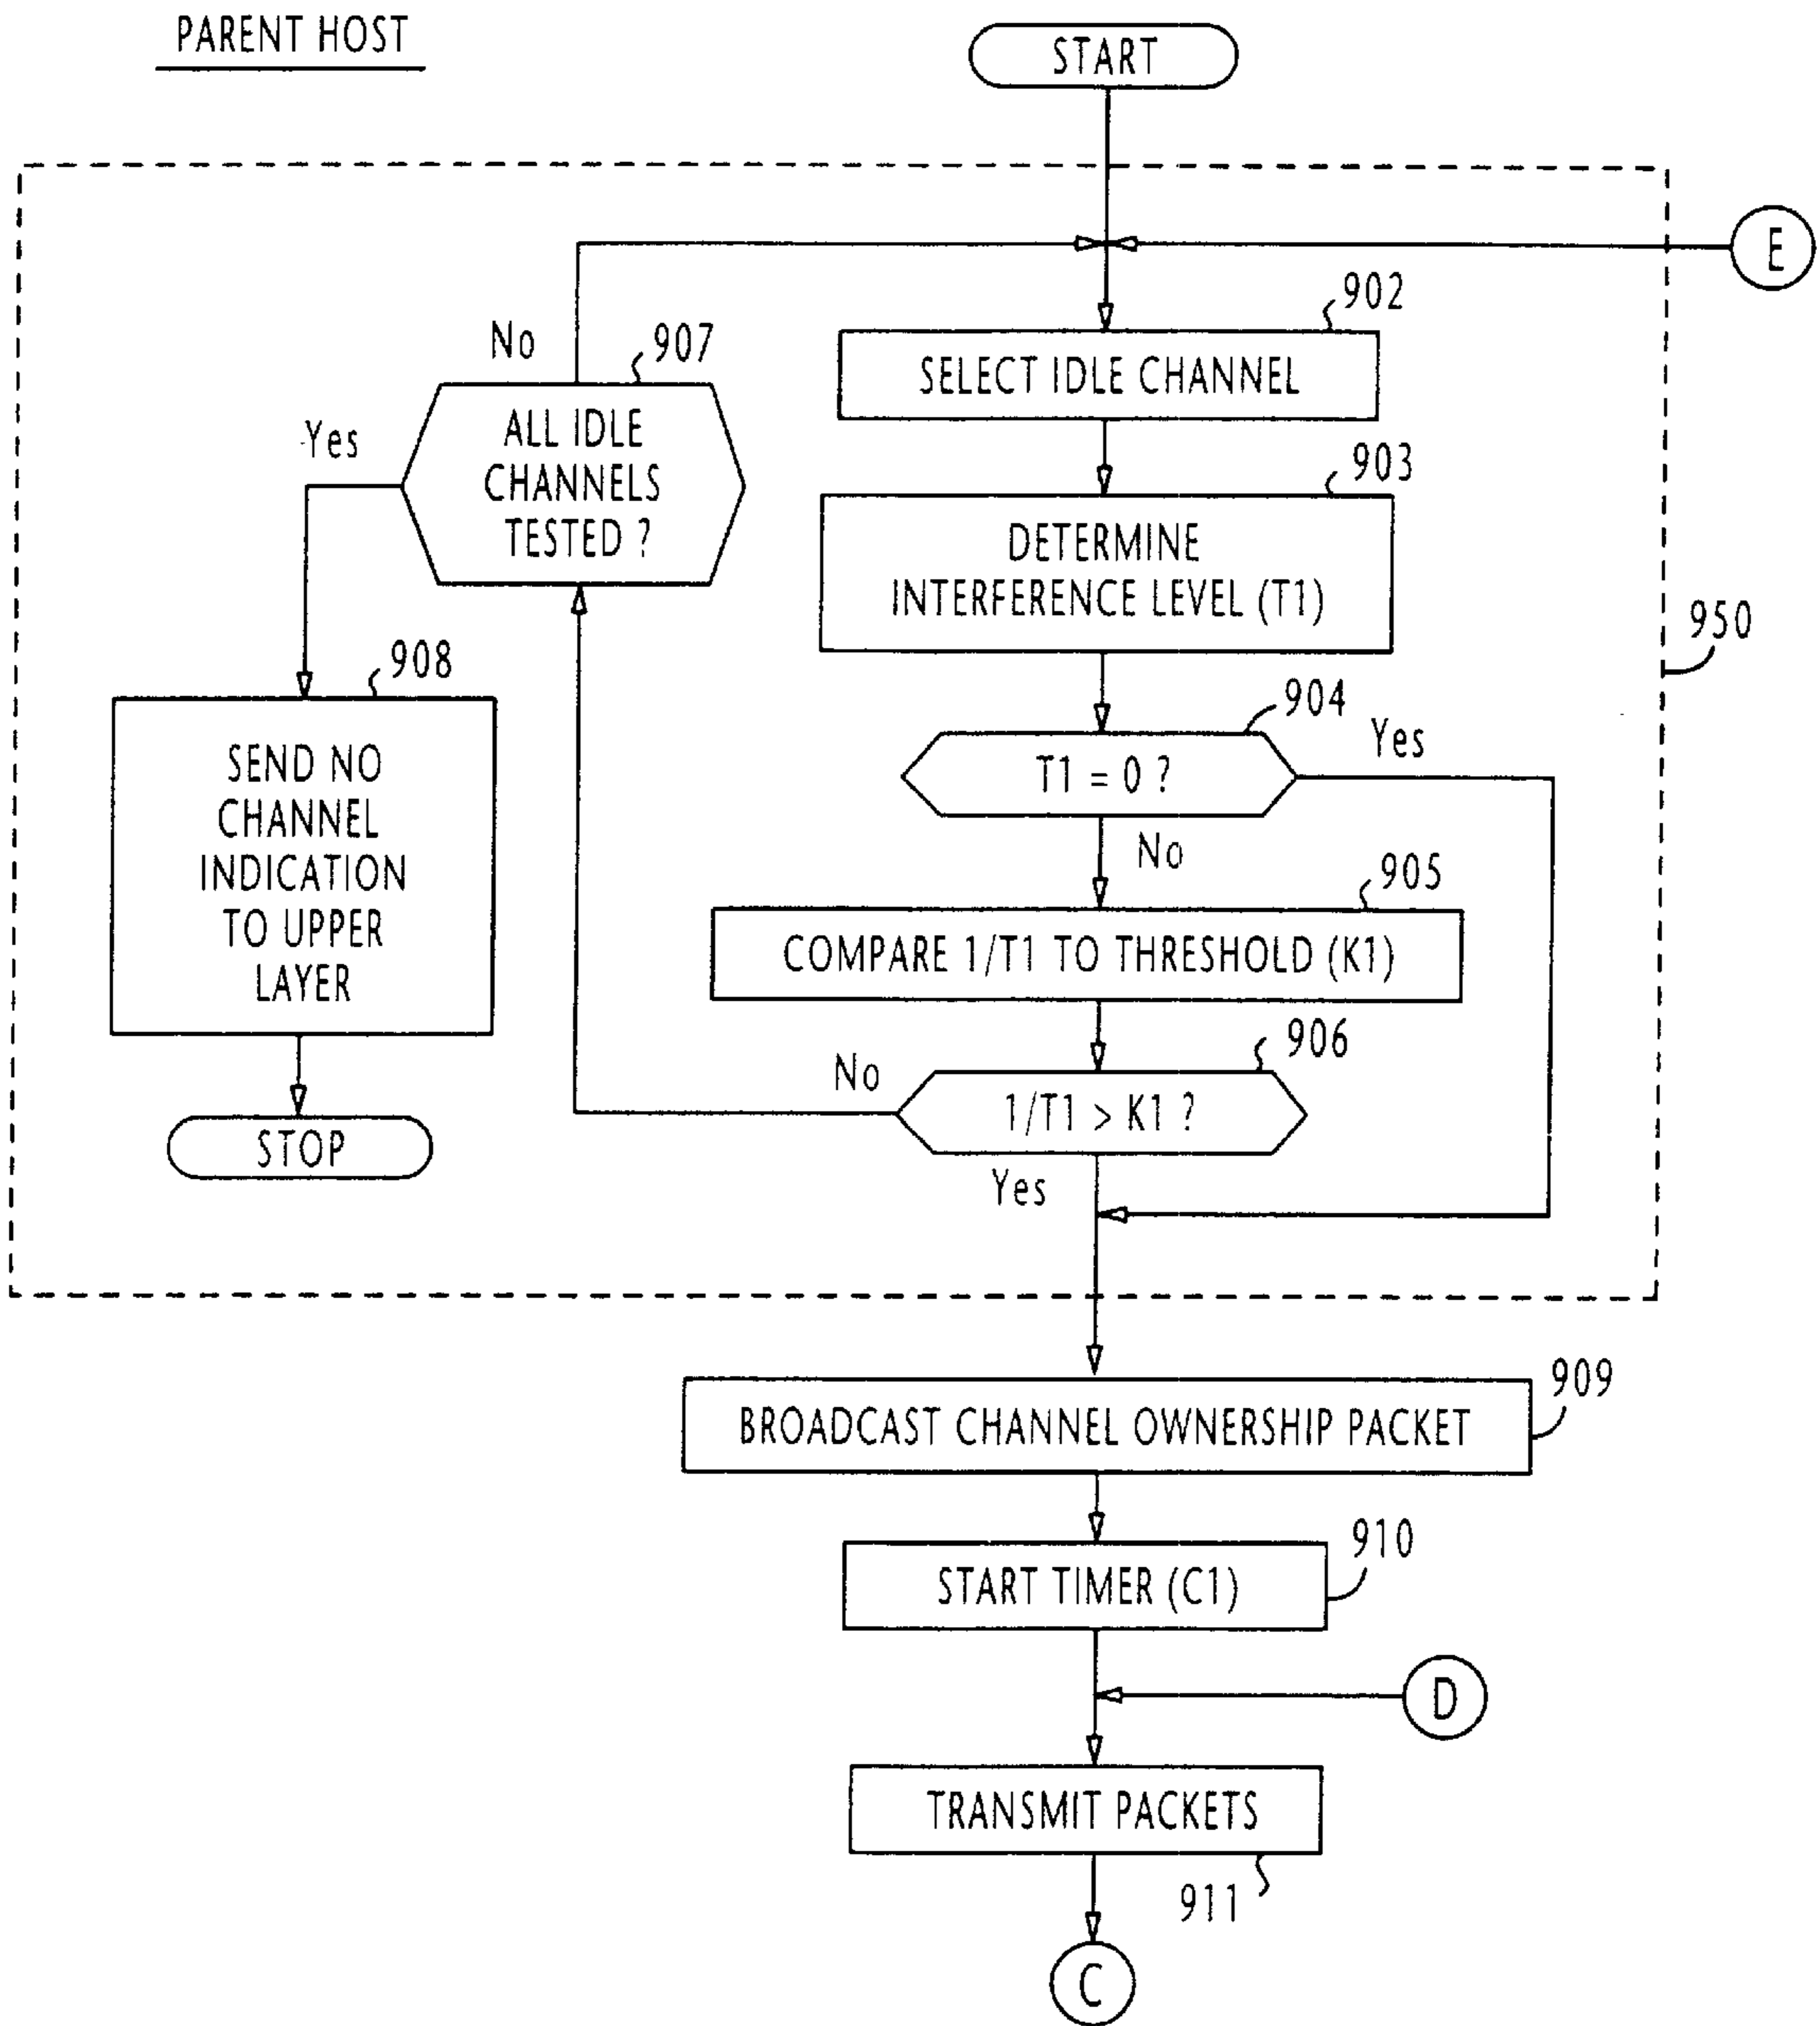 PARENT HOST
START
E
902
SELECT IDLE CHANNEL
No
907
ALL IDLE
CHANNELS
TESTED ?
Yes
903
DETERMINE
INTERFERENCE LEVEL (T1)
950
908
SEND NO
CHANNEL
INDICATION
TO UPPER
LAYER
904
T1 = 0 ?
Yes
No
905
COMPARE 1/T1 TO THRESHOLD (K1)
906
No
1/T1 > K1 ?
Yes
STOP
909
BROADCAST CHANNEL OWNERSHIP PACKET
910
START TIMER (C1)
D
TRANSMIT PACKETS
911
C